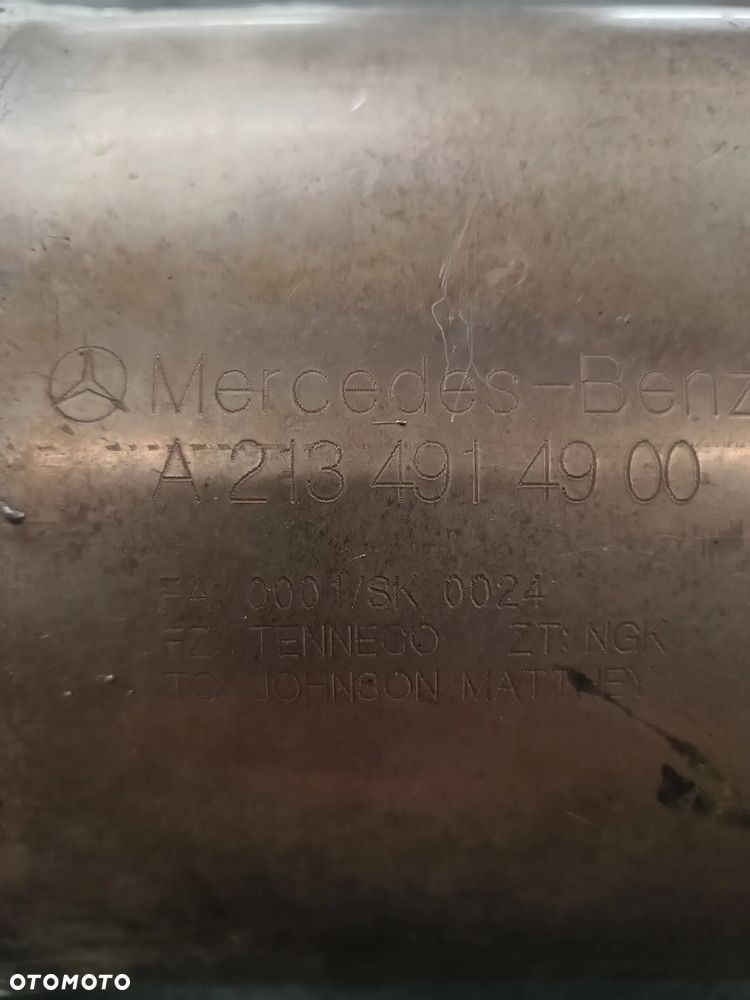 Mercedes-Benz
A 213 491 49 00
FA: 0001/SK 0024
FZ: TENNECO ZT: NGK
TC: JOHNSON MATTHEY
OTOMOTO